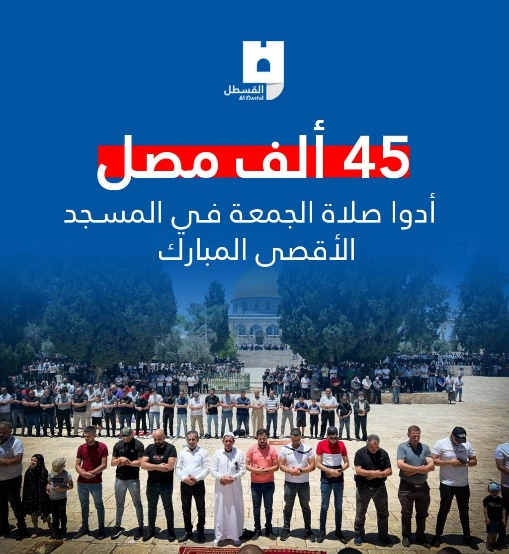 القسطل
Al Qastal
45 ألف مصل
أدوا صلاة الجمعة في المسجد
الأقصى المبارك